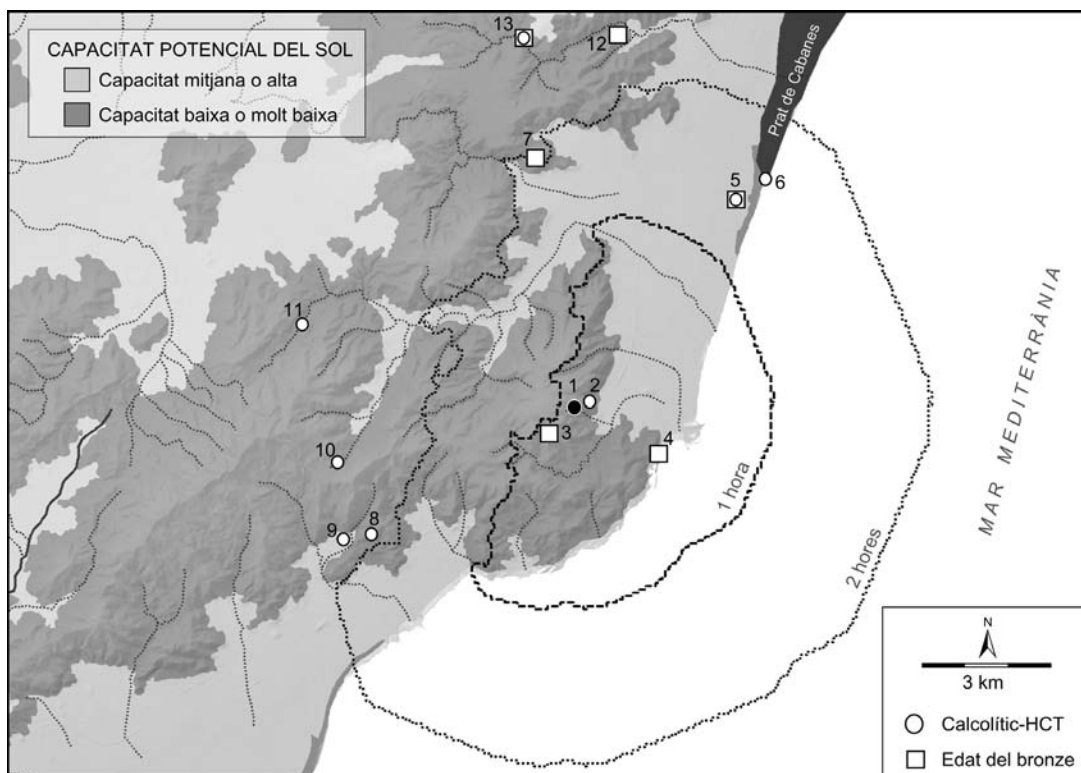 CAPACITAT POTENCIAL DEL SOL
Capacitat mitjana o alta
Capacitat baixa o molt baixa
13
12
Prat de Cabanes
7
5
6
11
1
2
3
4
10
9
8
1 hora
2 hores
MAR MEDITERRÀNIA
N
3 km
Calcolític-HCT
Edat del bronze